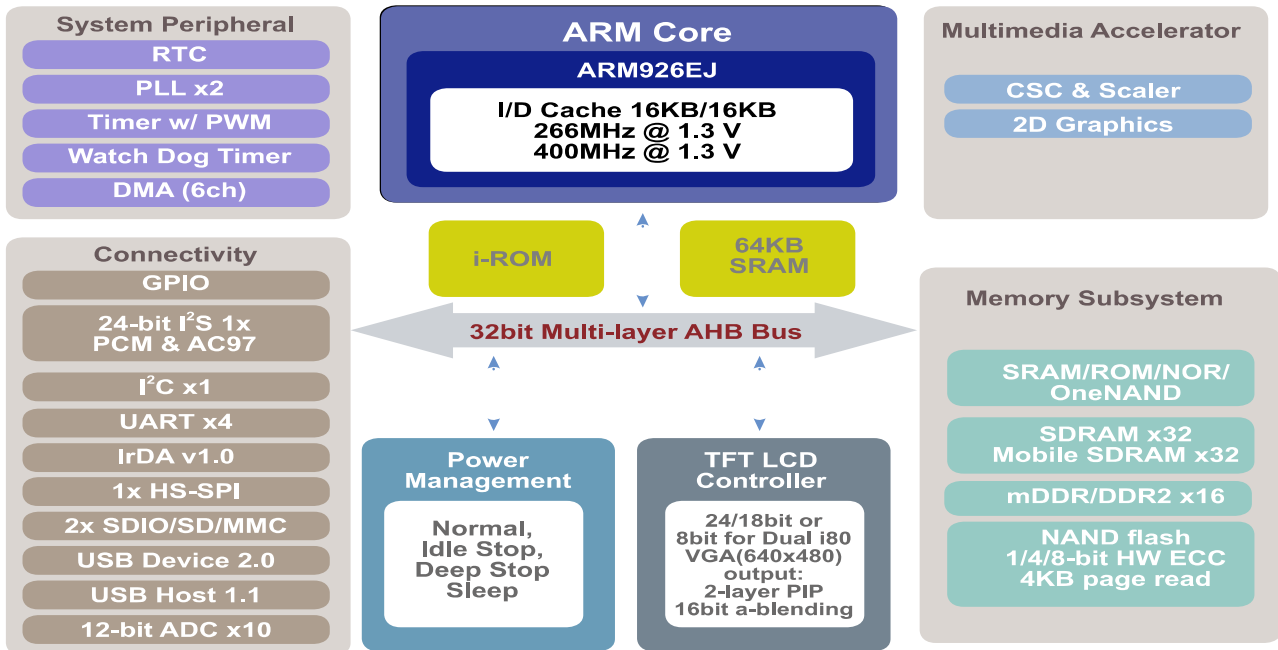 System Peripheral
RTC
PLL x2
Timer w/ PWM
Watch Dog Timer
DMA (6ch)
ARM Core
ARM926EJ
I/D Cache 16KB/16KB
266MHz @ 1.3 V
400MHz @ 1.3 V
Multimedia Accelerator
CSC & Scaler
2D Graphics
i-ROM
64KB
SRAM
32bit Multi-layer AHB Bus
Connectivity
GPIO
24-bit I²S 1x
PCM & AC97
I²C x1
UART x4
IrDA v1.0
1x HS-SPI
2x SDIO/SD/MMC
USB Device 2.0
USB Host 1.1
12-bit ADC x10
Power
Management
Normal,
Idle Stop,
Deep Stop
Sleep
TFT LCD
Controller
24/18bit or
8bit for Dual i80
VGA(640x480)
output:
2-layer PIP
16bit a-blending
Memory Subsystem
SRAM/ROM/NOR/
OneNAND
SDRAM x32
Mobile SDRAM x32
mDDR/DDR2 x16
NAND flash
1/4/8-bit HW ECC
4KB page read